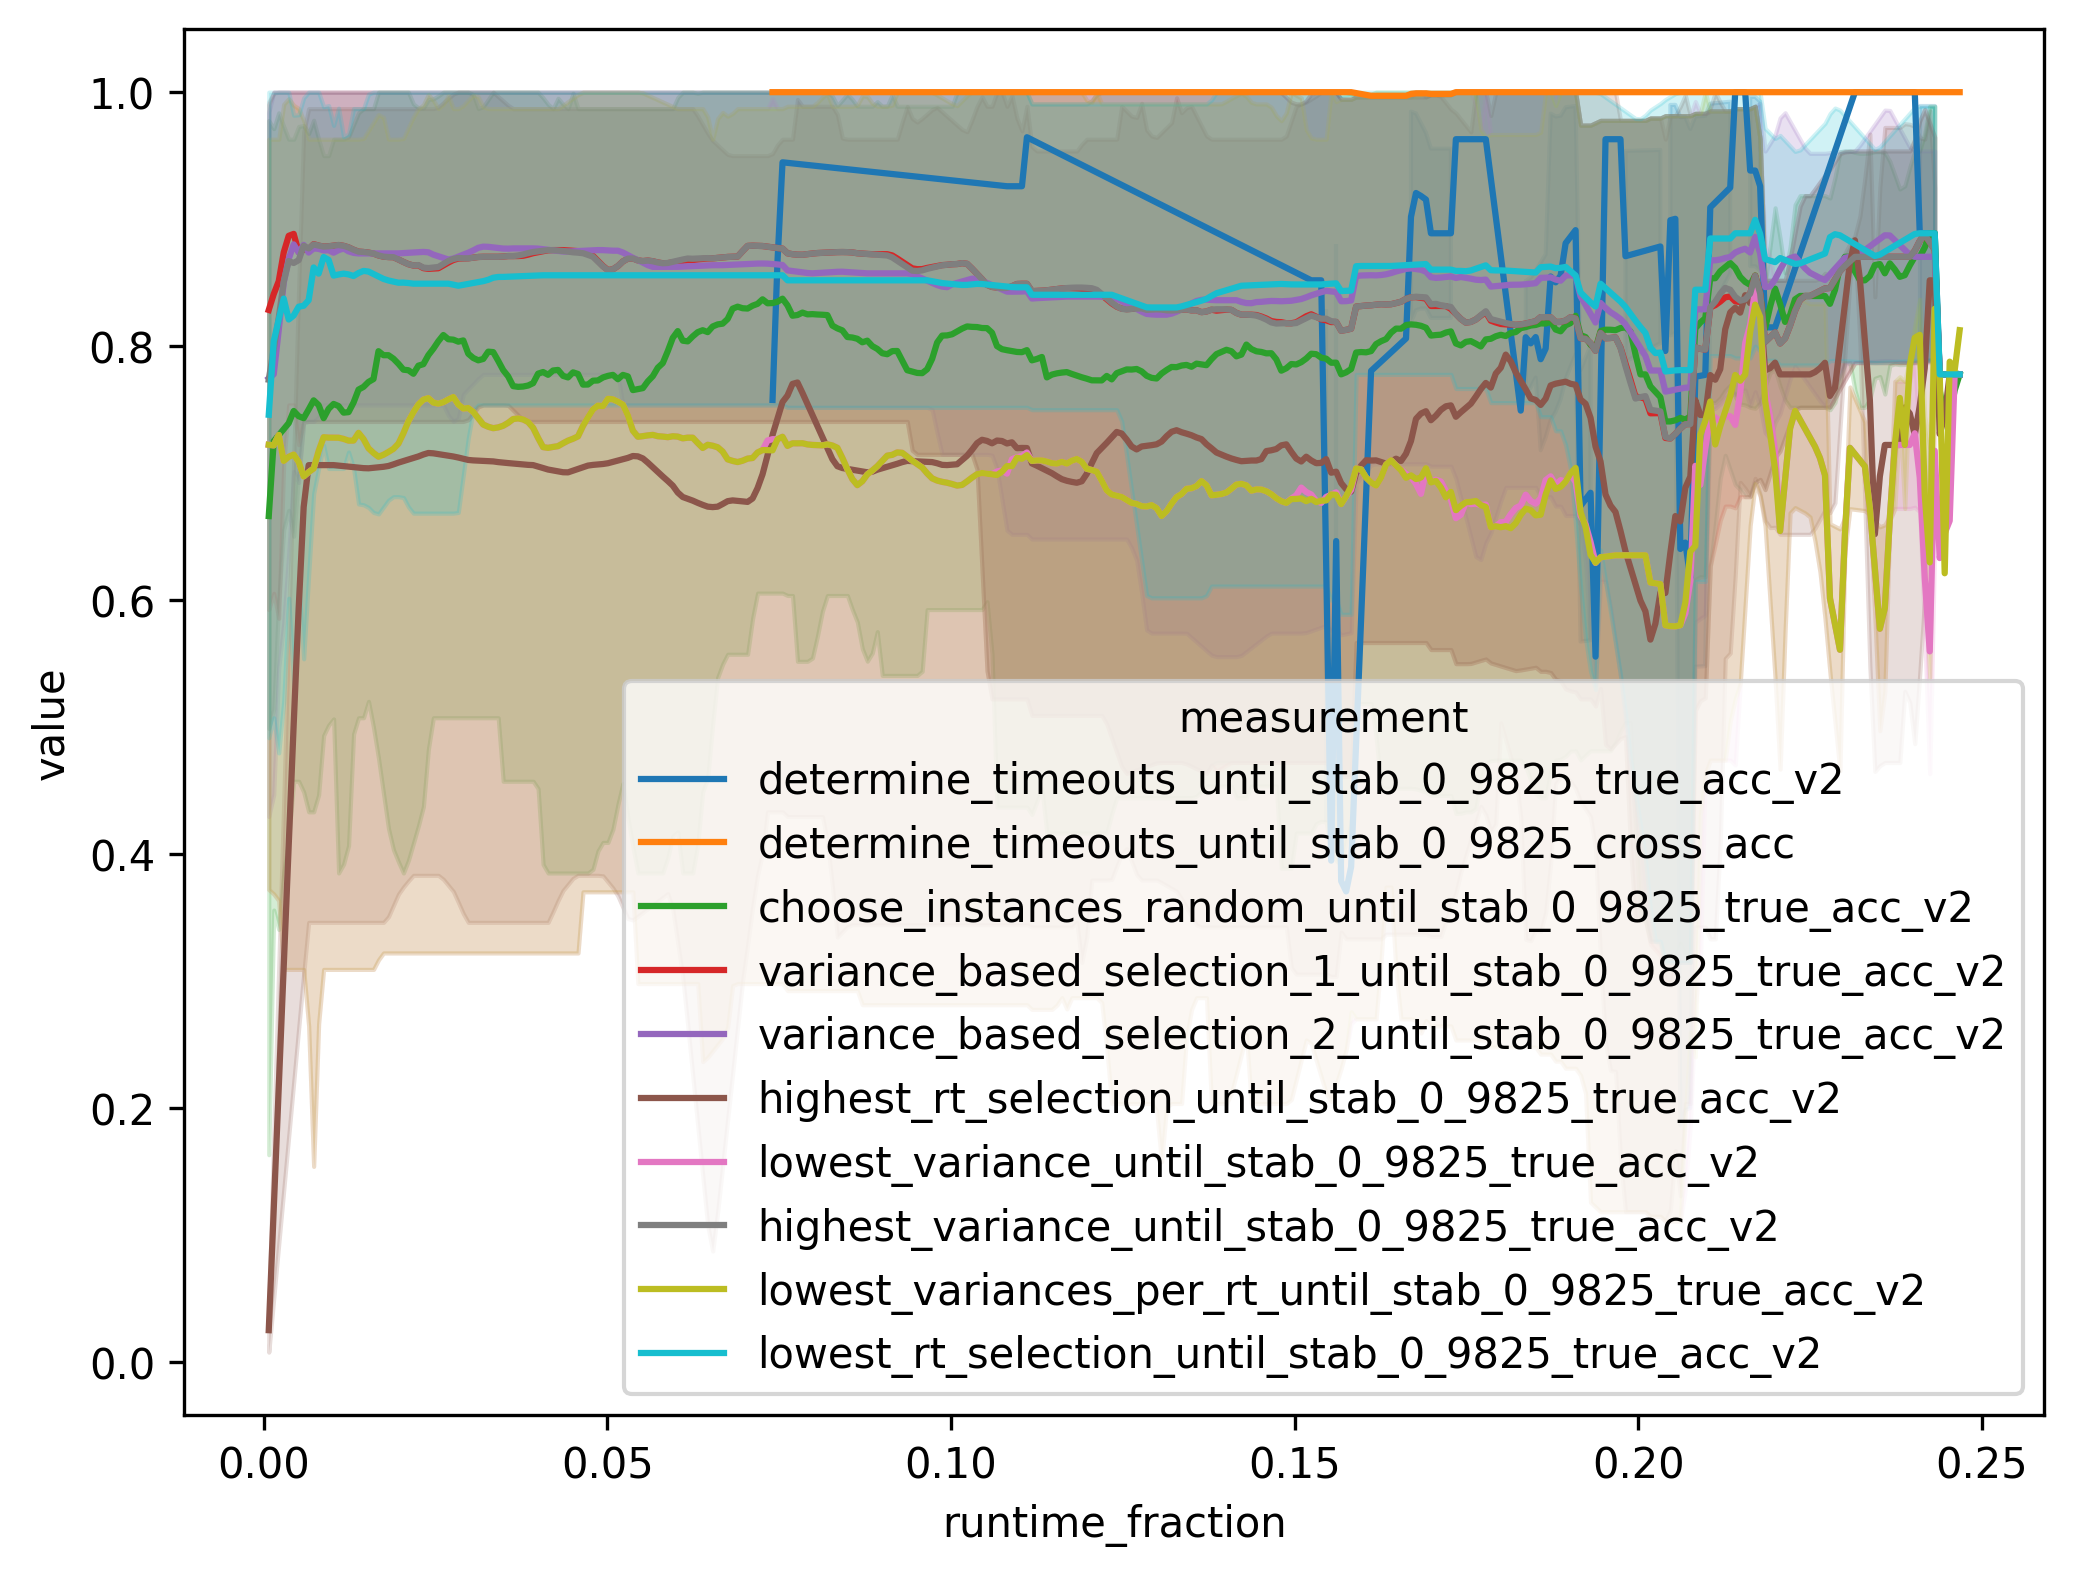 1.0
0.8
0.6
0.4
0.2
0.0
value
measurement
determine_timeouts_until_stab_0_9825_true_acc_v2
determine_timeouts_until_stab_0_9825_cross_acc
choose_instances_random_until_stab_0_9825_true_acc_v2
variance_based_selection_1_until_stab_0_9825_true_acc_v2
variance_based_selection_2_until_stab_0_9825_true_acc_v2
highest_rt_selection_until_stab_0_9825_true_acc_v2
lowest_variance_until_stab_0_9825_true_acc_v2
highest_variance_until_stab_0_9825_true_acc_v2
lowest_variances_per_rt_until_stab_0_9825_true_acc_v2
lowest_rt_selection_until_stab_0_9825_true_acc_v2
0.00 0.05 0.10 0.15 0.20 0.25
runtime_fraction